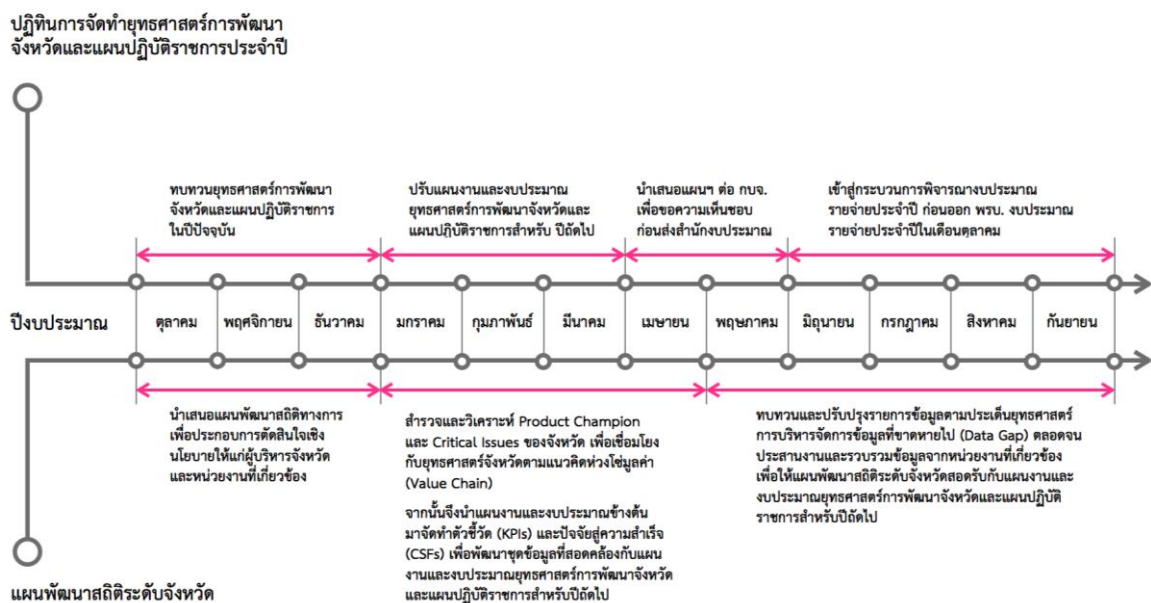 ปฏิทินการจัดทำยุทธศาสตร์การพัฒนา
จังหวัดและแผนปฏิบัติราชการประจำปี
ทบทวนยุทธศาสตร์การพัฒนา
จังหวัดและแผนปฏิบัติราชการ
ในปีปัจจุบัน
ปรับแผนงานและงบประมาณ
ยุทธศาสตร์การพัฒนาจังหวัดและ
แผนปฏิบัติราชการสำหรับ ปีถัดไป
นำเสนอแผนฯ ต่อ กบจ.
เพื่อขอความเห็นชอบ
ก่อนส่งสำนักงบประมาณ
เข้าสู่กระบวนการพิจารณางบประมาณ
รายจ่ายประจำปี ก่อนออก พรบ. งบประมาณ
รายจ่ายประจำปีในเดือนตุลาคม
ปีงบประมาณ ตุลาคม พฤศจิกายน ธันวาคม มกราคม กุมภาพันธ์ มีนาคม เมษายน พฤษภาคม มิถุนายน กรกฎาคม สิงหาคม กันยายน
นำเสนอแผนพัฒนาสถิติทางการ
เพื่อประกอบการตัดสินใจเชิง
นโยบายให้แก่ผู้บริหารจังหวัด
และหน่วยงานที่เกี่ยวข้อง
สำรวจและวิเคราะห์ Product Champion
และ Critical Issues ของจังหวัด เพื่อเชื่อมโยง
กับยุทธศาสตร์จังหวัดตามแนวคิดห่วงโซ่มูลค่า
(Value Chain)
จากนั้นจึงนำแผนงานและงบประมาณข้างต้น
มาจัดทำตัวชี้วัด (KPIs) และปัจจัยสู่ความสำเร็จ
(CSFs) เพื่อพัฒนาชุดข้อมูลที่สอดคล้องกับแผน
งานและงบประมาณยุทธศาสตร์การพัฒนาจังหวัด
และแผนปฏิบัติราชการสำหรับปีถัดไป
ทบทวนและปรับปรุงรายการข้อมูลตามประเด็นยุทธศาสตร์
การบริหารจัดการข้อมูลที่ขาดหายไป (Data Gap) ตลอดจน
ประสานงานและรวบรวมข้อมูลจากหน่วยงานที่เกี่ยวข้อง
เพื่อให้แผนพัฒนาสถิติระดับจังหวัดสอดรับกับแผนงานและ
งบประมาณยุทธศาสตร์การพัฒนาจังหวัดและแผนปฏิบัติ
ราชการสำหรับปีถัดไป
แผนพัฒนาสถิติระดับจังหวัด